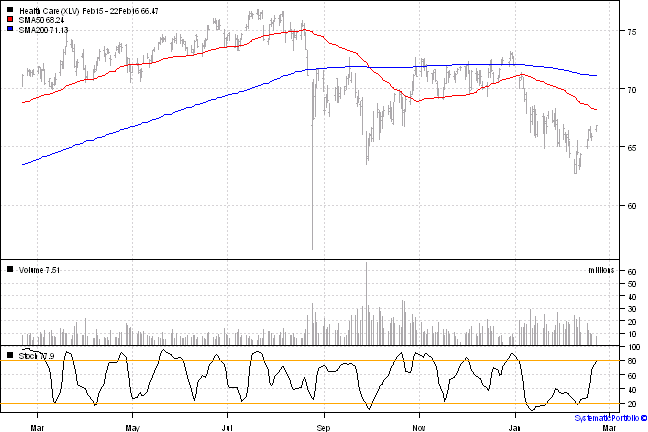 Health Care (XLV) Feb15 - 22Feb16 66.47
SMA50 68.24
SMA200 71.13
75
70
65
60
Volume 7.51
millions
60
50
40
30
20
10
Stoch 77.9
100
80
60
40
20
Mar May Jul Sep Nov Jan Mar
SystematicPortfolio ©